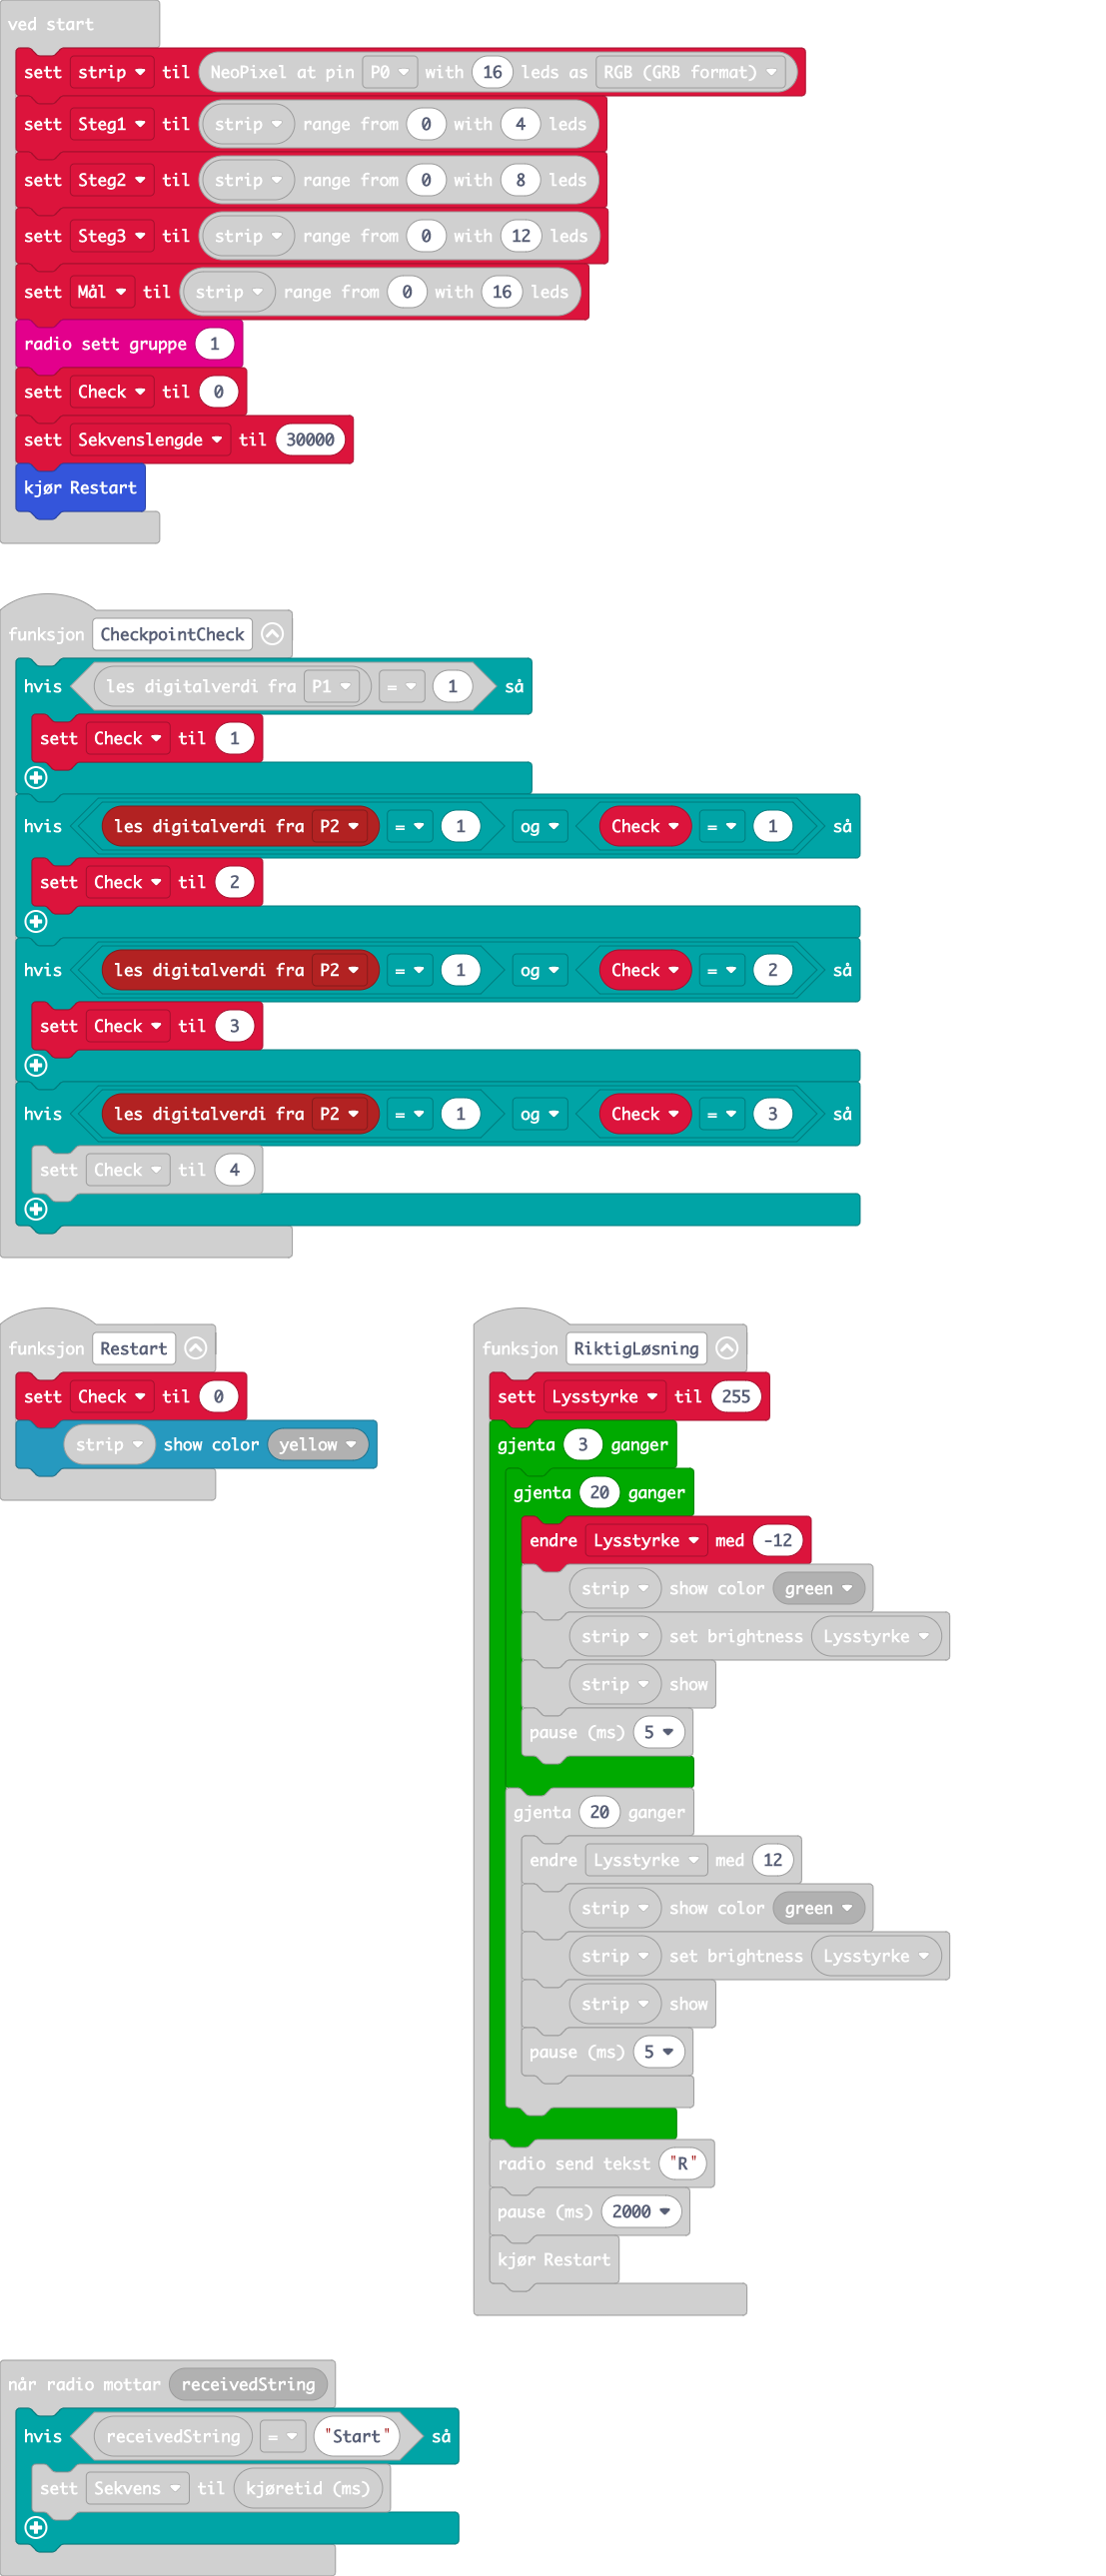 ved start
sett strip til NeoPixel at pin P0 with 16 leds as RGB (GRB format)
sett Steg1 til strip range from 0 with 4 leds
sett Steg2 til strip range from 0 with 8 leds
sett Steg3 til strip range from 0 with 12 leds
sett Mål til strip range from 0 with 16 leds
radio sett gruppe 1
sett Check til 0
sett Sekvenslengde til 30000
kjør Restart
funksjon CheckpointCheck
hvis les digitalverdi fra P1 = 1 så
sett Check til 1
hvis les digitalverdi fra P2 = 1 og Check = 1 så
sett Check til 2
hvis les digitalverdi fra P2 = 1 og Check = 2 så
sett Check til 3
hvis les digitalverdi fra P2 = 1 og Check = 3 så
sett Check til 4
funksjon Restart
sett Check til 0
strip show color yellow
funksjon RiktigLøsning
sett Lysstyrke til 255
gjenta 3 ganger
gjenta 20 ganger
endre Lysstyrke med -12
strip show color green
strip set brightness Lysstyrke
strip show
pause (ms) 5
gjenta 20 ganger
endre Lysstyrke med 12
strip show color green
strip set brightness Lysstyrke
strip show
pause (ms) 5
radio send tekst "R"
pause (ms) 2000
kjør Restart
når radio mottar receivedString
hvis receivedString = "Start" så
sett Sekvens til kjøretid (ms)